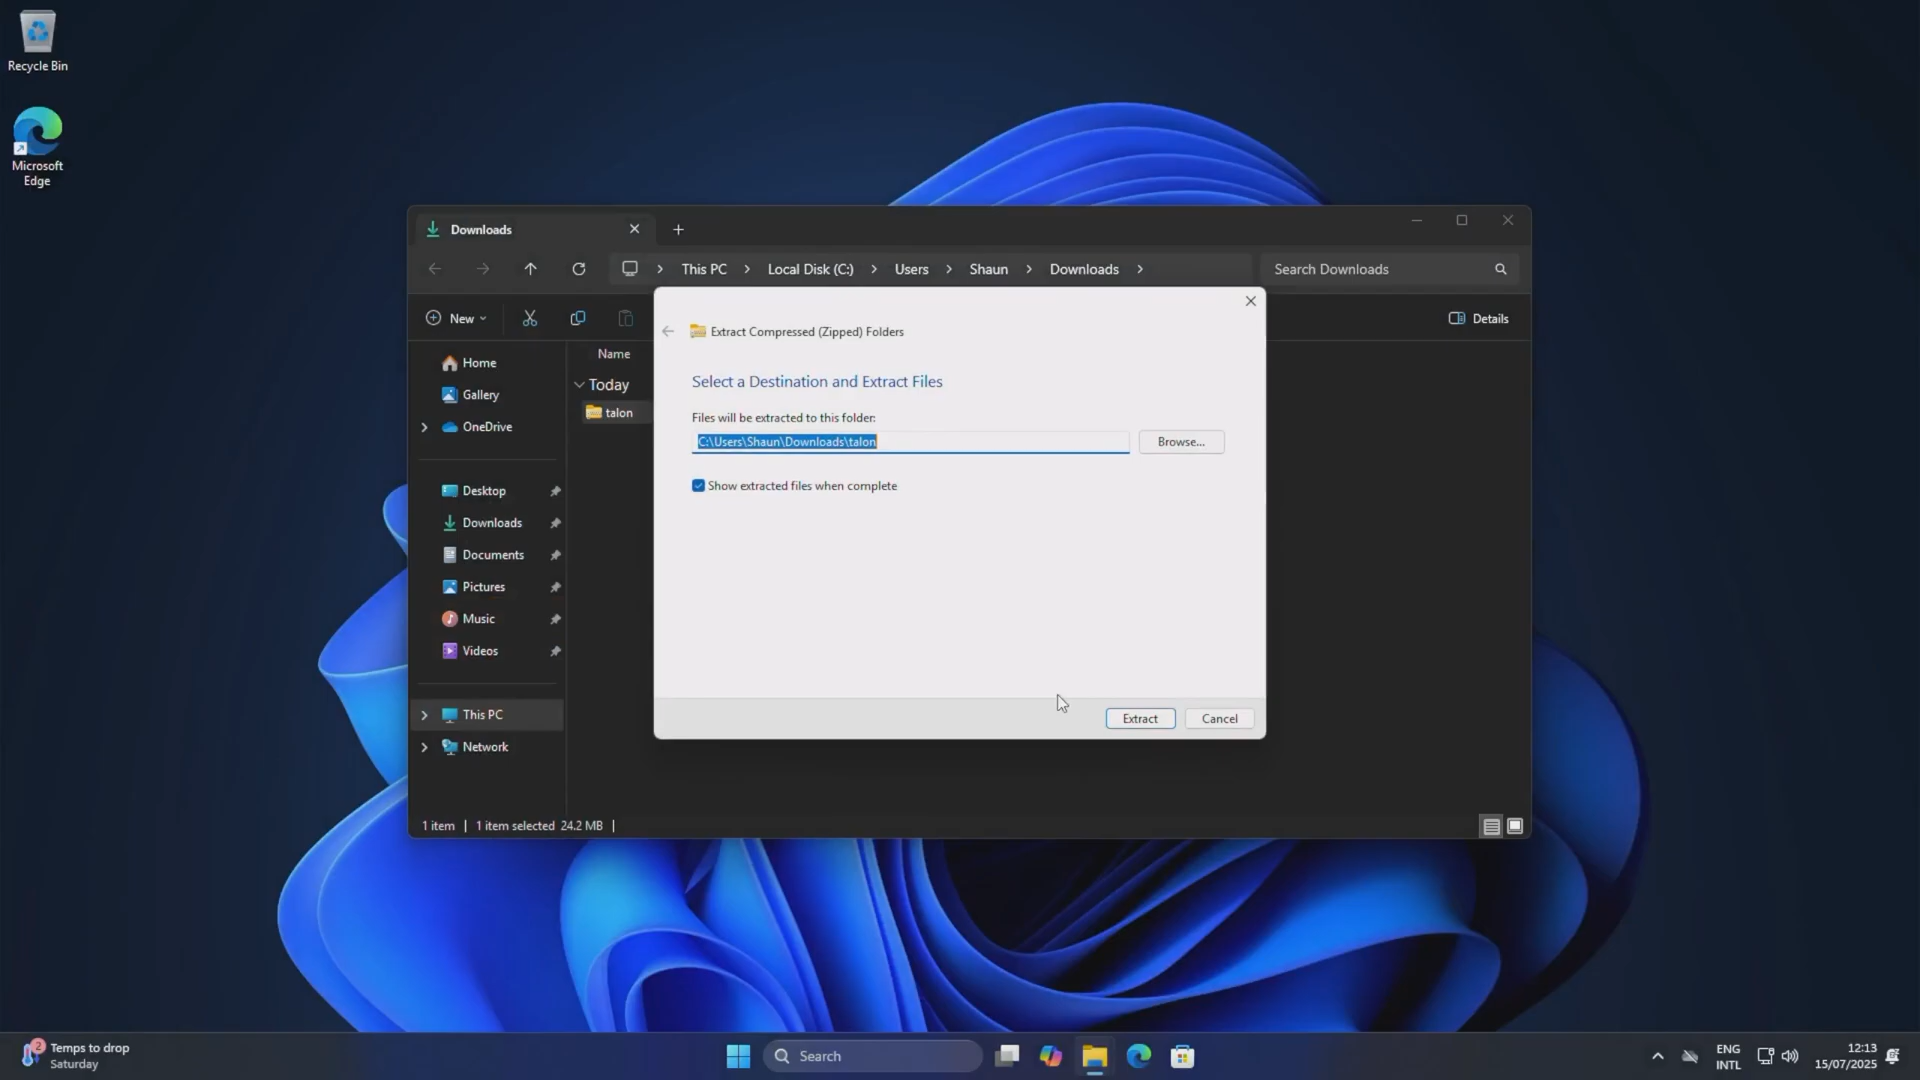 Recycle Bin
Microsoft
Edge
Downloads
This PC
Local Disk (C:)
Users
Shaun
Downloads
Search Downloads
New
Details
Home
Gallery
OneDrive
Desktop
Downloads
Documents
Pictures
Music
Videos
This PC
Network
Name
Today
talon
Extract Compressed (Zipped) Folders
Select a Destination and Extract Files
Files will be extracted to this folder:
C:\Users\Shaun\Downloads\talon
Browse...
Show extracted files when complete
Extract
Cancel
1 item
1 item selected 24.2 MB
2
Temps to drop
Saturday
Search
ENG
INTL
12:13
15/07/2025